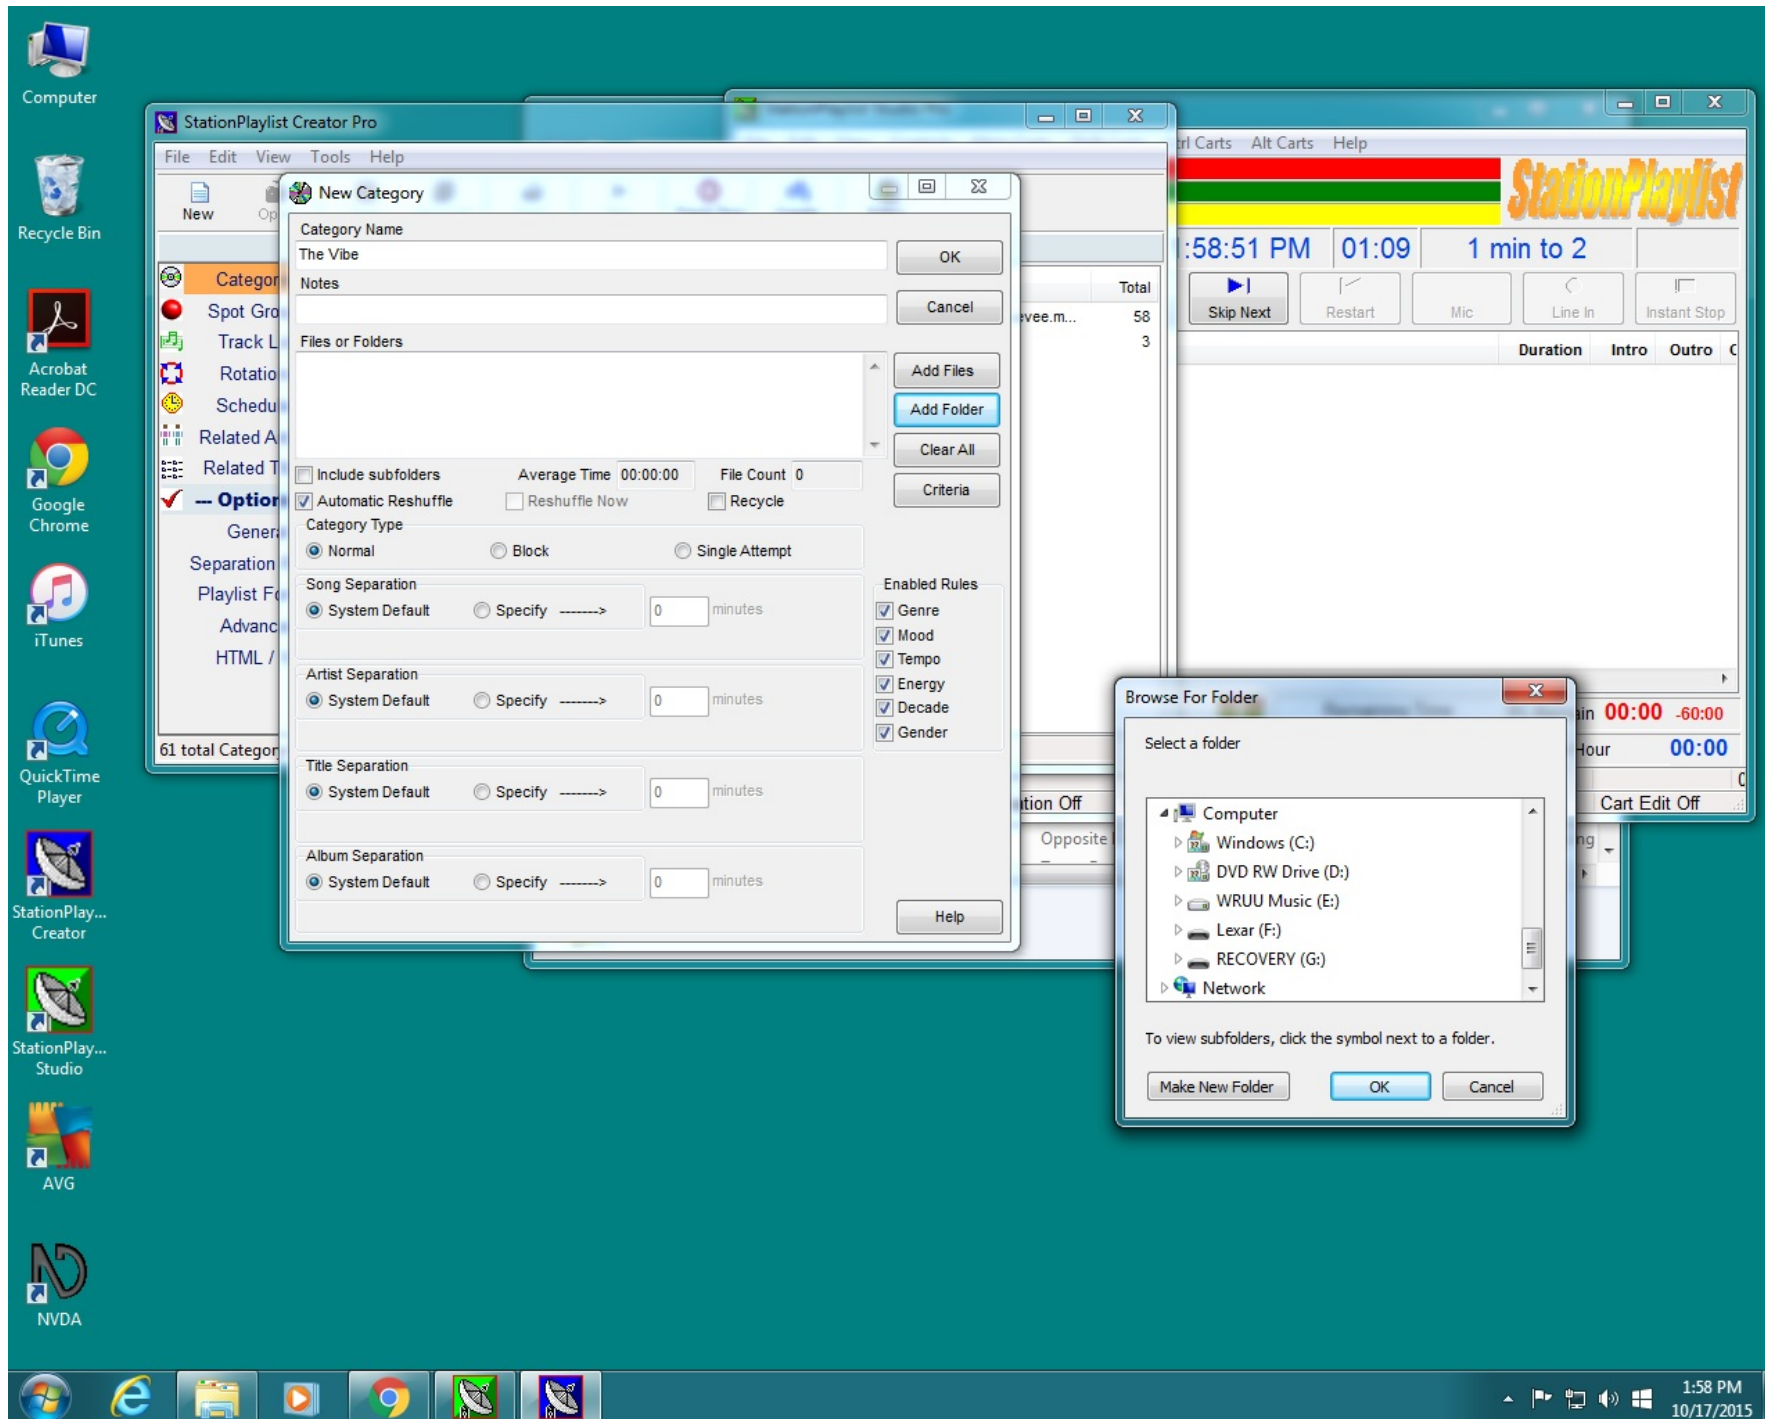 Computer
Recycle Bin
Acrobat
Reader DC
Google
Chrome
iTunes
QuickTime
Player
StationPlay...
Creator
StationPlay...
Studio
AVG
NVDA
StationPlaylist Creator Pro
File Edit View Tools Help
New
Categor
Spot Gro
Track L
Rotatio
Schedu
Related A
Related T
--- Option
Genera
Separation
Playlist Fo
Advanc
HTML /
61 total Categor
Total
evee.m... 58
3
New Category
Category Name
The Vibe
OK
Notes
Cancel
Files or Folders
Add Files
Add Folder
Clear All
Criteria
Include subfolders Average Time 00:00:00 File Count 0
Automatic Reshuffle Reshuffle Now Recycle
Category Type
Normal Block Single Attempt
Song Separation
System Default Specify -------> 0 minutes
Artist Separation
System Default Specify -------> 0 minutes
Title Separation
System Default Specify -------> 0 minutes
Album Separation
System Default Specify -------> 0 minutes
Enabled Rules
Genre
Mood
Tempo
Energy
Decade
Gender
Help
trl Carts Alt Carts Help
StationPlaylist
:58:51 PM 01:09 1 min to 2
Skip Next Restart Mic Line In Instant Stop
Duration Intro Outro
ain 00:00 -60:00
Hour 00:00
ation Off
Cart Edit Off
Opposite
ng
Browse For Folder
Select a folder
Computer
Windows (C:)
DVD RW Drive (D:)
WRUU Music (E:)
Lexar (F:)
RECOVERY (G:)
Network
To view subfolders, click the symbol next to a folder.
Make New Folder OK Cancel
1:58 PM
10/17/2015